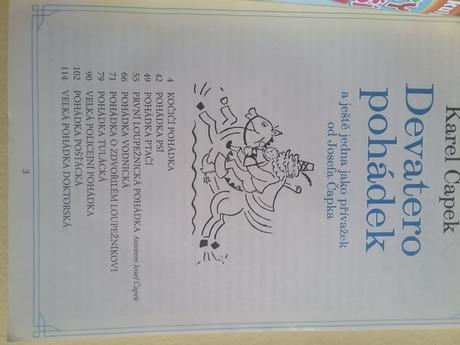 Karel Čapek
Devatero
pohádek
a ještě jedna jako přívažek
od Josefa Čapka
4 KOČIČÍ POHÁDKA
42 POHÁDKA PSÍ
49 POHÁDKA PTAČÍ
55 PRVNÍ LOUPEŽNICKÁ POHÁDKA Autorem Josef Čapek
66 POHÁDKA VODNICKÁ
71 POHÁDKA O ZDVOŘILÉM LOUPEŽNÍKOVI
79 POHÁDKA TULÁCKÁ
90 VELKÁ POLICEJNÍ POHÁDKA
102 POHÁDKA POŠŤÁCKÁ
114 VELKÁ POHÁDKA DOKTORSKÁ
3